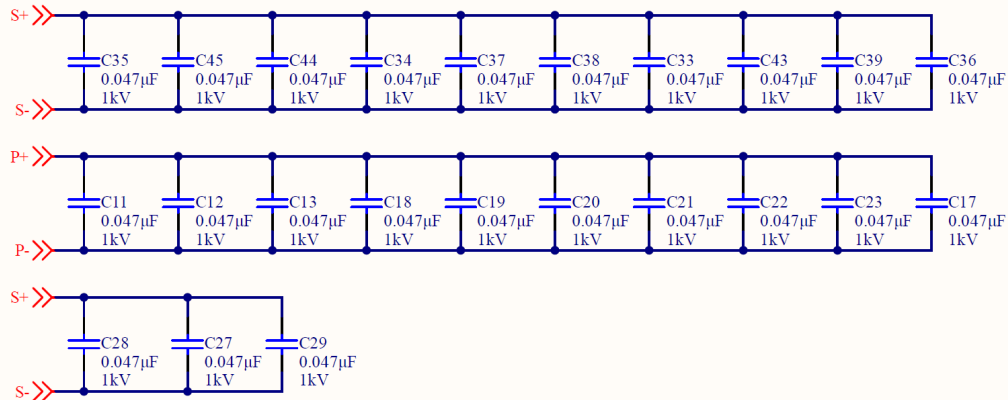 S+
C35 C45 C44 C34 C37 C38 C33 C43 C39 C36
0.047µF 0.047µF 0.047µF 0.047µF 0.047µF 0.047µF 0.047µF 0.047µF 0.047µF 0.047µF
1kV 1kV 1kV 1kV 1kV 1kV 1kV 1kV 1kV 1kV
S-
P+
C11 C12 C13 C18 C19 C20 C21 C22 C23 C17
0.047µF 0.047µF 0.047µF 0.047µF 0.047µF 0.047µF 0.047µF 0.047µF 0.047µF 0.047µF
1kV 1kV 1kV 1kV 1kV 1kV 1kV 1kV 1kV 1kV
P-
S+
C28 C27 C29
0.047µF 0.047µF 0.047µF
1kV 1kV 1kV
S-